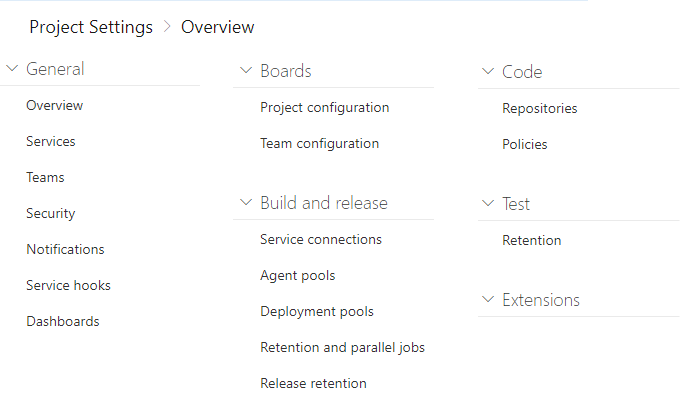 Project Settings > Overview
General
Overview
Services
Teams
Security
Notifications
Service hooks
Dashboards
Boards
Project configuration
Team configuration
Build and release
Service connections
Agent pools
Deployment pools
Retention and parallel jobs
Release retention
Code
Repositories
Policies
Test
Retention
Extensions